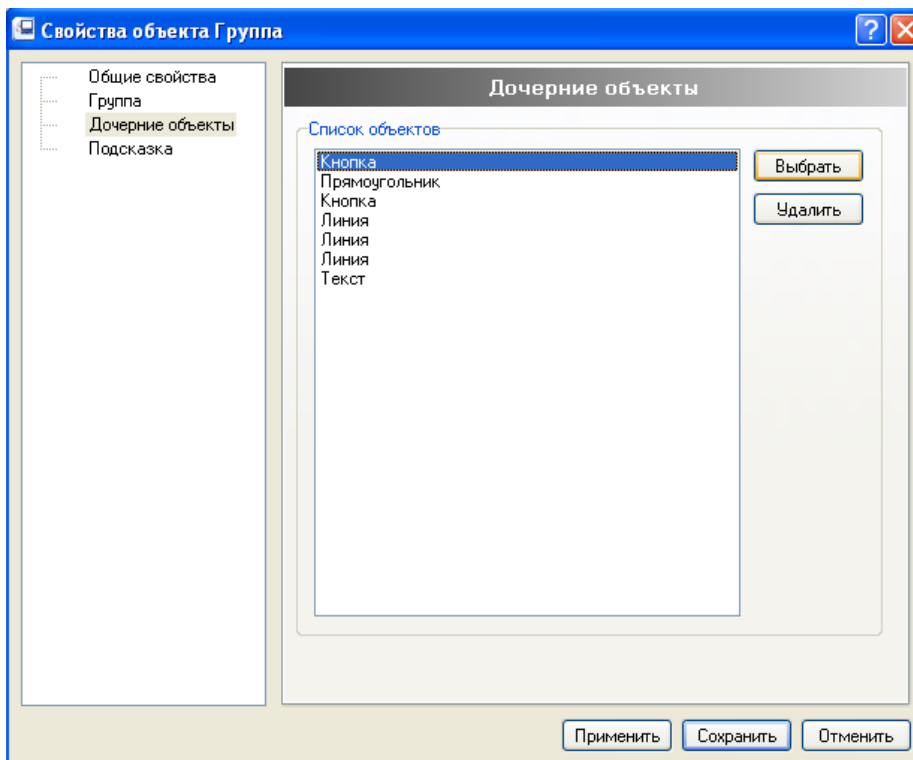 Свойства объекта Группа
Общие свойства
Группа
Дочерние объекты
Подсказка
Дочерние объекты
Список объектов
Кнопка
Прямоугольник
Кнопка
Линия
Линия
Линия
Текст
Выбрать
Удалить
Применить
Сохранить
Отменить